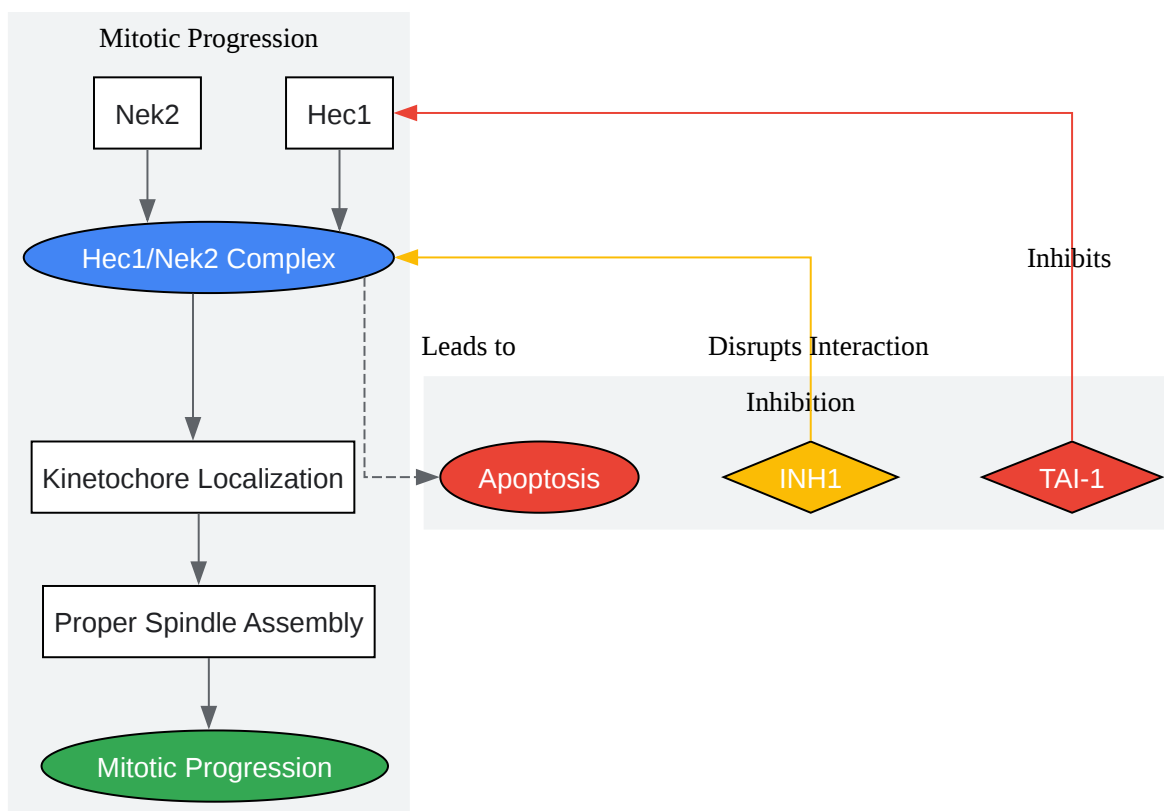 Mitotic Progression
Nek2
Hec1
Hec1/Nek2 Complex
Inhibits
Leads to
Disrupts Interaction
Inhibition
Kinetochore Localization
Apoptosis
INH1
TAI-1
Proper Spindle Assembly
Mitotic Progression